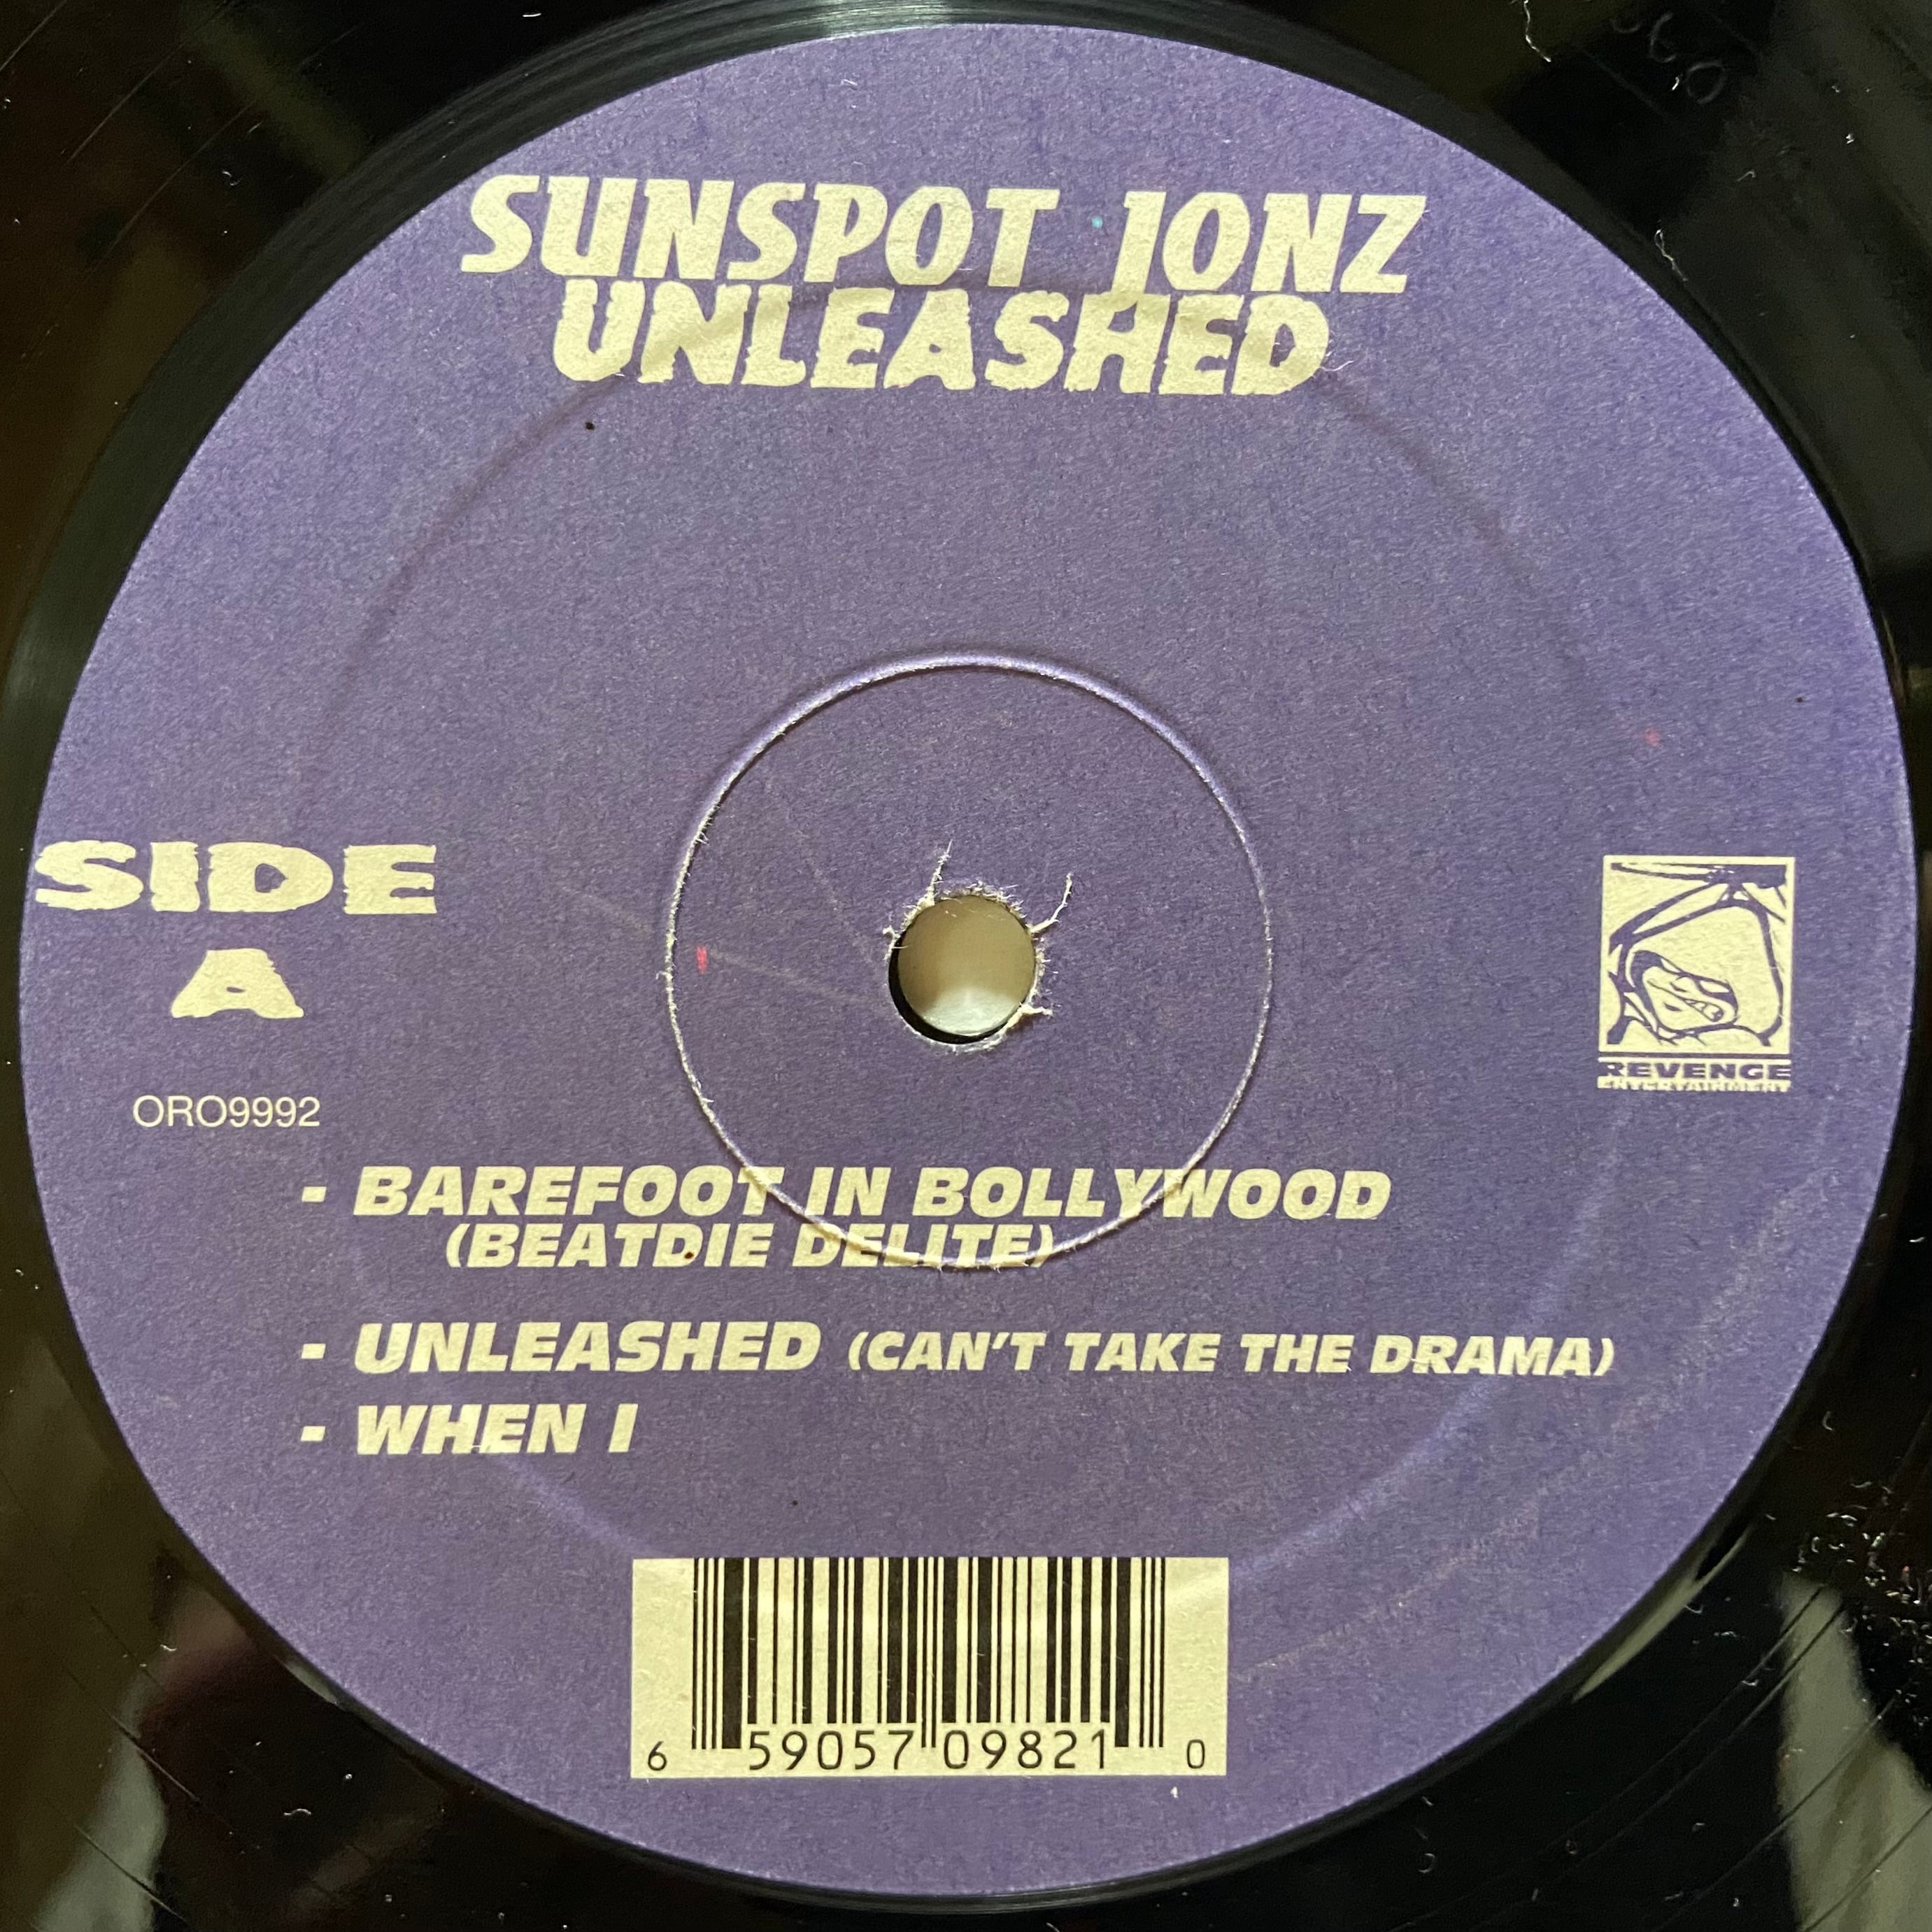 SUNSPOT JONZ
UNLEASHED
SIDE
A
ORO9992
REVENGE
ENTERTAINMENT
- BAREFOOT IN BOLLYWOOD
(BEATDIE DELITE)
- UNLEASHED (CAN'T TAKE THE DRAMA)
- WHEN I
6 59057 09821 0